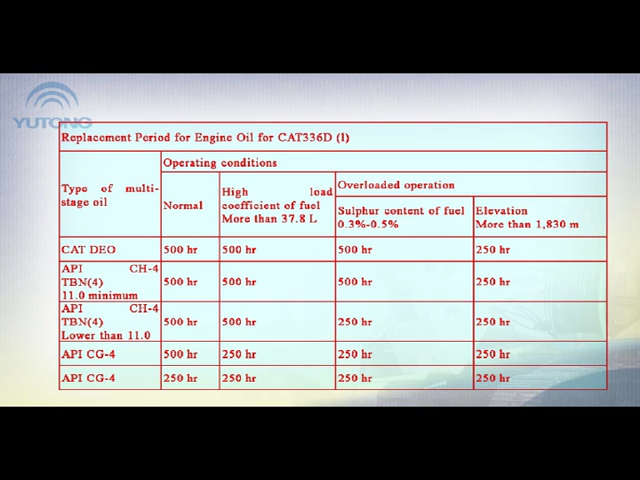 YUTONG
Replacement Period for Engine Oil for CAT336D (1)
Type of multi-
stage oil
Operating conditions
Normal
High load
coefficient of fuel
More than 37.8 L
Overloaded operation
Sulphur content of fuel
0.3%-0.5%
Elevation
More than 1,830 m
CAT DEO 500 hr 500 hr 500 hr 250 hr
API CH-4
TBN(4)
11.0 minimum
500 hr 500 hr 500 hr 250 hr
API CH-4
TBN(4)
Lower than 11.0
500 hr 500 hr 250 hr 250 hr
API CG-4 500 hr 250 hr 250 hr 250 hr
API CG-4 250 hr 250 hr 250 hr 250 hr